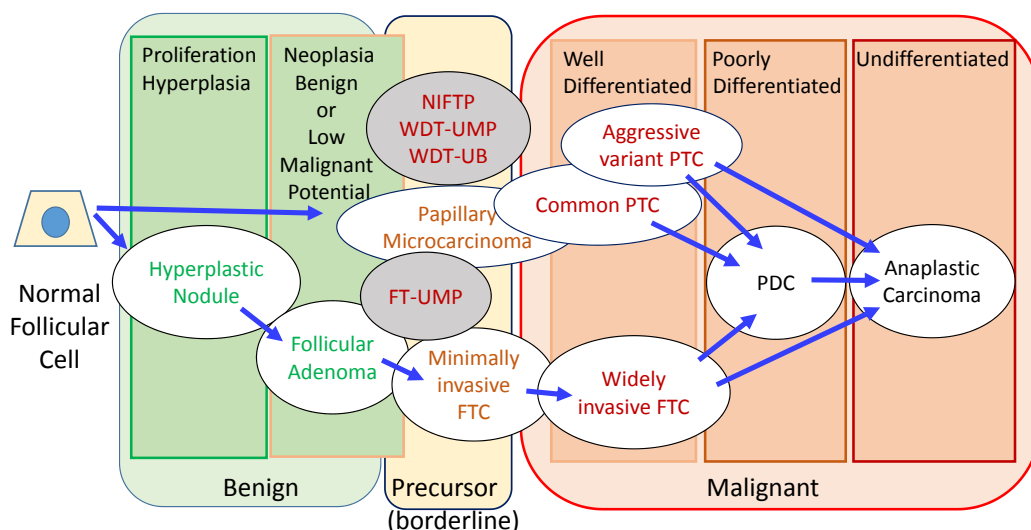 Proliferation
Hyperplasia
Neoplasia
Benign
or
Low
Malignant
Potential
NIFTP
WDT-UMP
WDT-UB
Well
Differentiated
Poorly
Differentiated
Undifferentiated
Aggressive
variant PTC
Common PTC
Papillary
Microcarcinoma
Normal
Follicular
Cell
Hyperplastic
Nodule
FT-UMP
PDC
Anaplastic
Carcinoma
Follicular
Adenoma
Minimally
invasive
FTC
Widely
invasive FTC
Benign
Precursor
(borderline)
Malignant